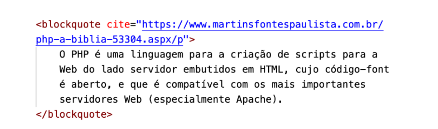 <blockquote cite="https://www.martinsfontespaulista.com.br/
php-a-biblia-53304.aspx/p">
O PHP é uma linguagem para a criação de scripts para a
Web do lado servidor embutidos em HTML, cujo código-font
é aberto, e que é compatível com os mais importantes
servidores Web (especialmente Apache).
</blockquote>